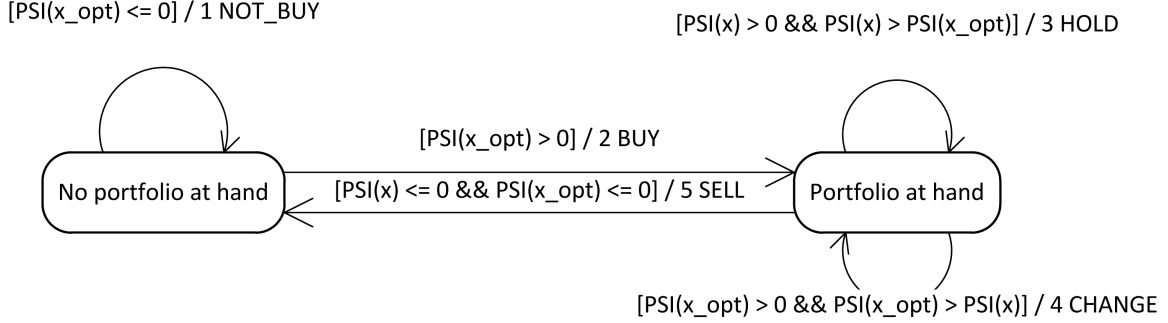 [PSI(x_opt) <= 0] / 1 NOT_BUY
[PSI(x) > 0 && PSI(x) > PSI(x_opt)] / 3 HOLD
[PSI(x_opt) > 0] / 2 BUY
No portfolio at hand
[PSI(x) <= 0 && PSI(x_opt) <= 0] / 5 SELL
Portfolio at hand
[PSI(x_opt) > 0 && PSI(x_opt) > PSI(x)] / 4 CHANGE